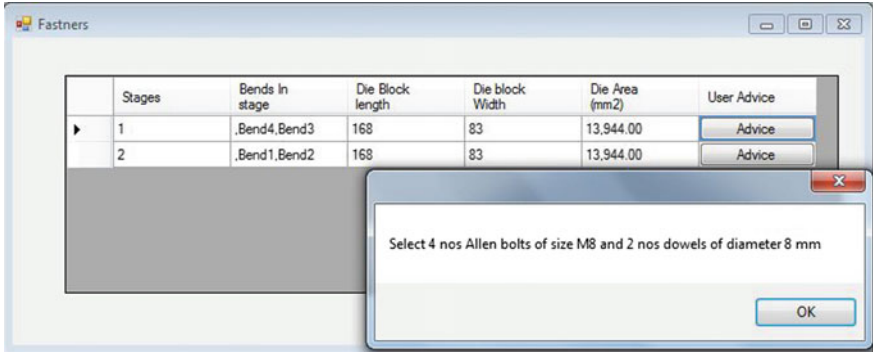 Fastners
Stages Bends In stage Die Block length Die block Width Die Area (mm2) User Advice
1 ,Bend4,Bend3 168 83 13,944.00 Advice
2 ,Bend1,Bend2 168 83 13,944.00 Advice
Select 4 nos Allen bolts of size M8 and 2 nos dowels of diameter 8 mm
OK